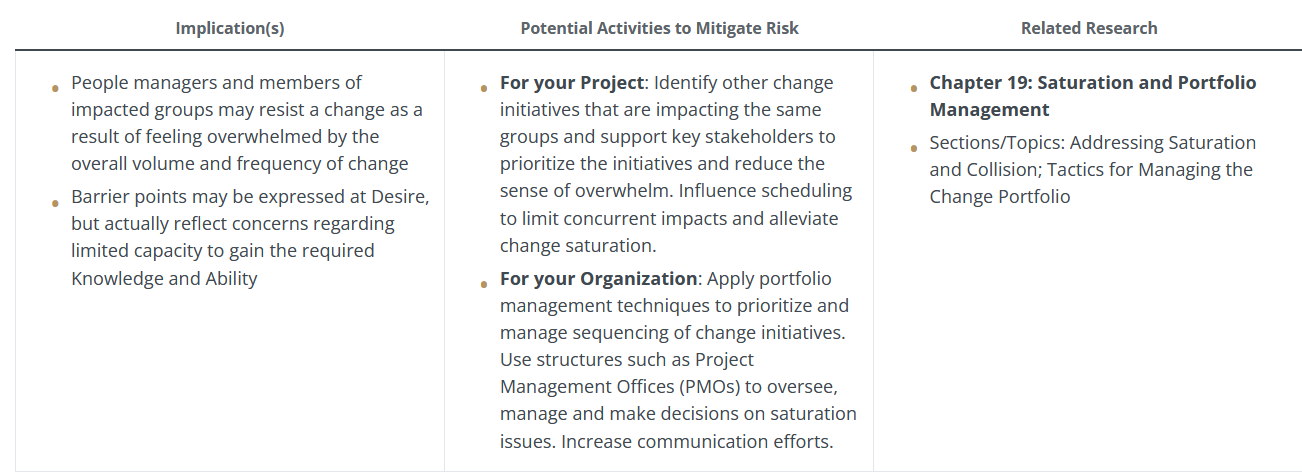 Implication(s)
Potential Activities to Mitigate Risk
Related Research
People managers and members of
impacted groups may resist a change as a
result of feeling overwhelmed by the
overall volume and frequency of change
Barrier points may be expressed at Desire,
but actually reflect concerns regarding
limited capacity to gain the required
Knowledge and Ability
For your Project: Identify other change
initiatives that are impacting the same
groups and support key stakeholders to
prioritize the initiatives and reduce the
sense of overwhelm. Influence scheduling
to limit concurrent impacts and alleviate
change saturation.
For your Organization: Apply portfolio
management techniques to prioritize and
manage sequencing of change initiatives.
Use structures such as Project
Management Offices (PMOs) to oversee,
manage and make decisions on saturation
issues. Increase communication efforts.
Chapter 19: Saturation and Portfolio
Management
Sections/Topics: Addressing Saturation
and Collision; Tactics for Managing the
Change Portfolio